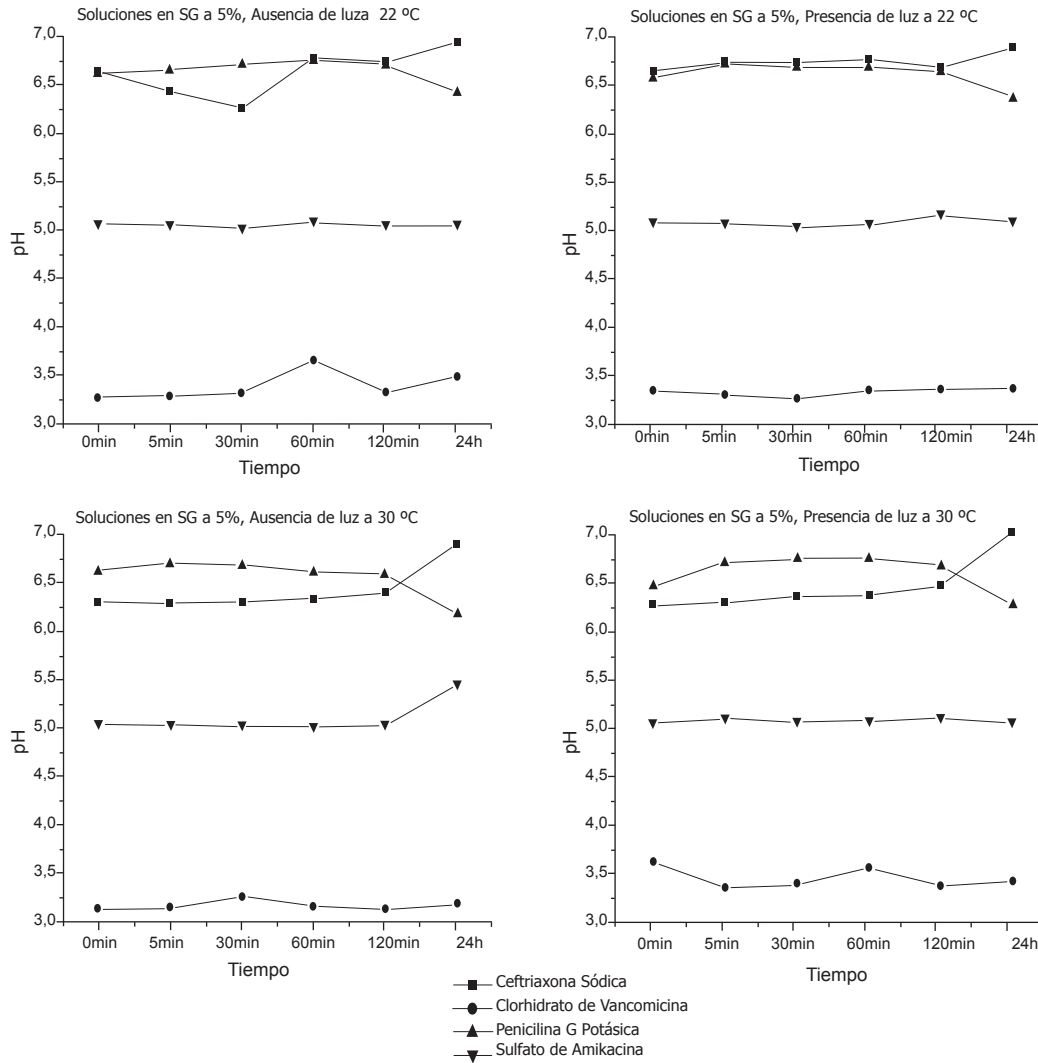 Soluciones en SG a 5%, Ausencia de luza 22 ºC
7,0
6,5
6,0
5,5
5,0
4,5
4,0
3,5
3,0
pH
0min 5min 30min 60min 120min 24h
Tiempo
Soluciones en SG a 5%, Presencia de luz a 22 ºC
7,0
6,5
6,0
5,5
5,0
4,5
4,0
3,5
3,0
pH
0min 5min 30min 60min 120min 24h
Tiempo
Soluciones en SG a 5%, Ausencia de luz a 30 ºC
7,0
6,5
6,0
5,5
5,0
4,5
4,0
3,5
3,0
pH
0min 5min 30min 60min 120min 24h
Tiempo
Soluciones en SG a 5%, Presencia de luz a 30 ºC
7,0
6,5
6,0
5,5
5,0
4,5
4,0
3,5
3,0
pH
0min 5min 30min 60min 120min 24h
Tiempo
Ceftriaxona Sódica
Clorhidrato de Vancomicina
Penicilina G Potásica
Sulfato de Amikacina